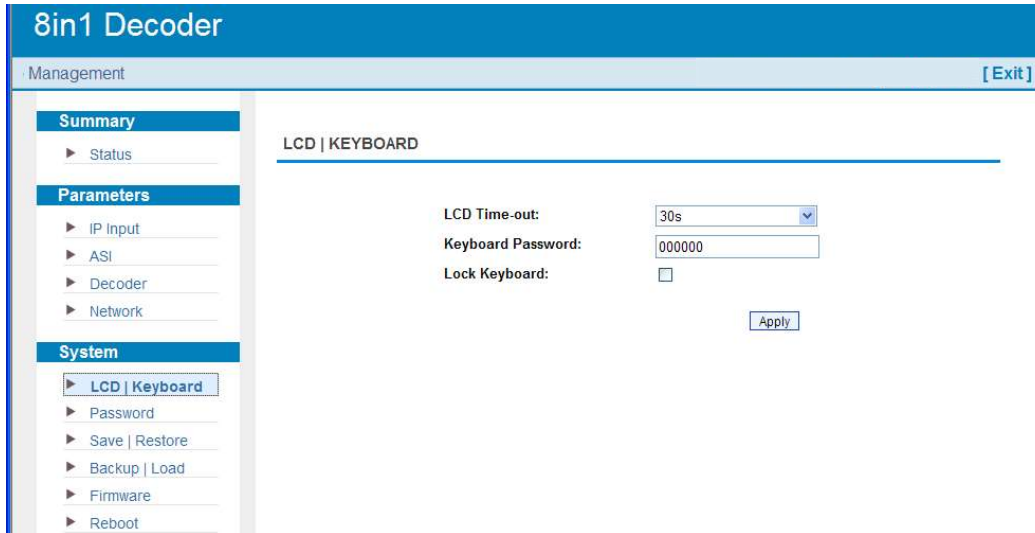 8in1 Decoder
Management
[ Exit ]
Summary
Status
Parameters
IP Input
ASI
Decoder
Network
System
LCD | Keyboard
Password
Save | Restore
Backup | Load
Firmware
Reboot
LCD | KEYBOARD
LCD Time-out: 30s
Keyboard Password: 000000
Lock Keyboard:
Apply